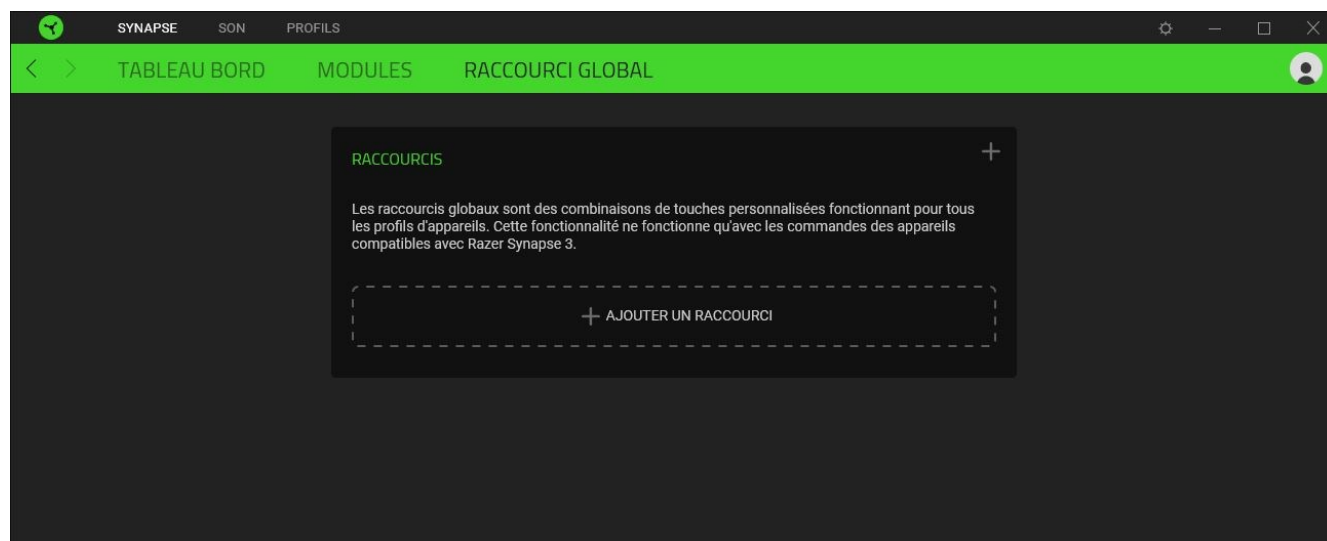 SYNAPSE SON PROFILS
TABLEAU BORD MODULES RACCOURCI GLOBAL
RACCOURCIS
Les raccourcis globaux sont des combinaisons de touches personnalisées fonctionnant pour tous
les profils d'appareils. Cette fonctionnalité ne fonctionne qu'avec les commandes des appareils
compatibles avec Razer Synapse 3.
AJOUTER UN RACCOURCI